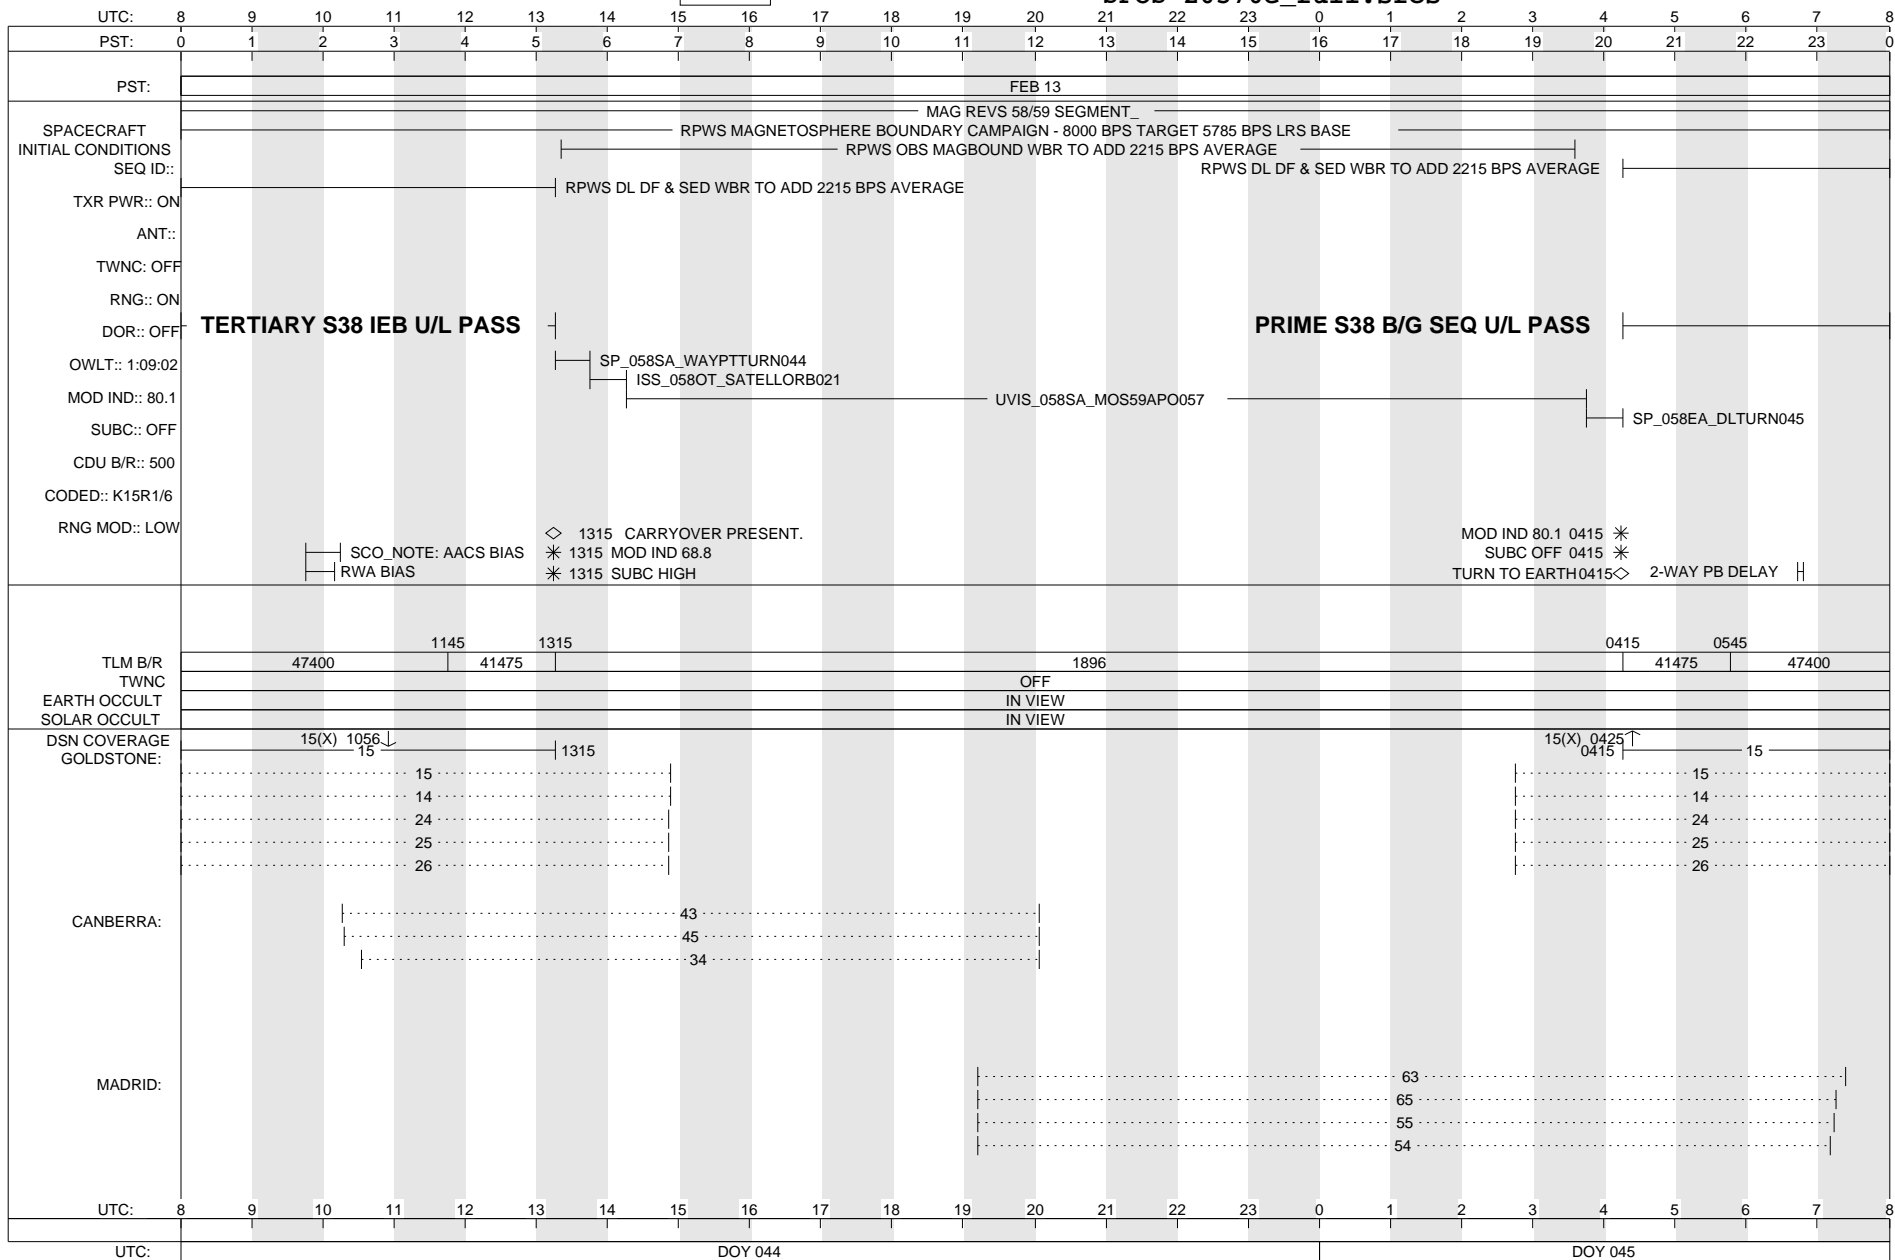 UTC: 8 9 10 11 12 13 14 15 16 17 18 19 20 21 22 23 0 1 2 3 4 5 6 7 8
PST: 0 1 2 3 4 5 6 7 8 9 10 11 12 13 14 15 16 17 18 19 20 21 22 23 0
PST: FEB 13
MAG REVS 58/59 SEGMENT_
SPACECRAFT RPWS MAGNETOSPHERE BOUNDARY CAMPAIGN - 8000 BPS TARGET 5785 BPS LRS BASE
INITIAL CONDITIONS RPWS OBS MAGBOUND WBR TO ADD 2215 BPS AVERAGE
SEQ ID:: RPWS DL DF & SED WBR TO ADD 2215 BPS AVERAGE
RPWS DL DF & SED WBR TO ADD 2215 BPS AVERAGE
TXR PWR:: ON
ANT::
TWNC: OFF
RNG:: ON
TERTIARY S38 IEB U/L PASS PRIME S38 B/G SEQ U/L PASS
DOR:: OFF
SP_058SA_WAYPTTURN044
OWLT:: 1:09:02
ISS_058OT_SATELLORB021
MOD IND:: 80.1 UVIS_058SA_MOS59APO057
SP_058EA_DLTURN045
SUBC:: OFF
CDU B/R:: 500
CODED:: K15R1/6
RNG MOD:: LOW
1315 CARRYOVER PRESENT. MOD IND 80.1 0415
SCO_NOTE: AACS BIAS 1315 MOD IND 68.8 SUBC OFF 0415
RWA BIAS 1315 SUBC HIGH TURN TO EARTH 0415 2-WAY PB DELAY
1145 1315 0415 0545
TLM B/R 47400 41475 1896 41475 47400
TWNC OFF
EARTH OCCULT IN VIEW
SOLAR OCCULT IN VIEW
DSN COVERAGE 15(X) 1056 15(X) 0425
15 1315 0415 15
GOLDSTONE:
15 15
14 14
24 24
25 25
26 26
CANBERRA: 43
45
34
MADRID: 63
65
55
54
UTC: 8 9 10 11 12 13 14 15 16 17 18 19 20 21 22 23 0 1 2 3 4 5 6 7 8
UTC: DOY 044 DOY 045